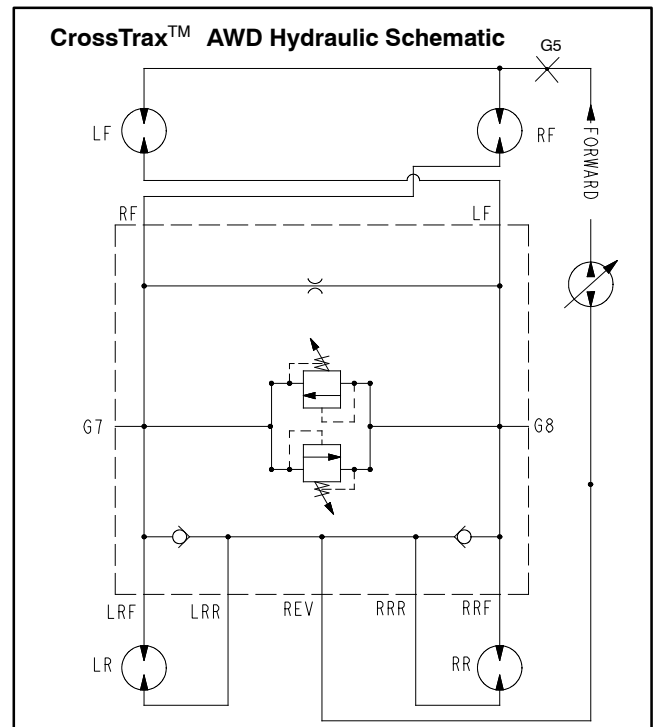 CrossTrax™ AWD Hydraulic Schematic
G5
LF
RF
FORWARD
RF
LF
G7
G8
LRF
LRR
REV
RRR
RRF
LR
RR